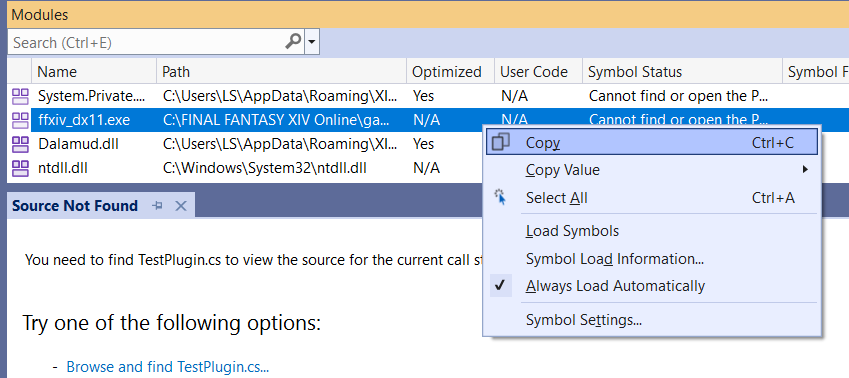 Modules
Search (Ctrl+E)
Name Path Optimized User Code Symbol Status Symbol F
System.Private.... C:\Users\LS\AppData\Roaming\XI... Yes N/A Cannot find or open the P...
ffxiv_dx11.exe C:\FINAL FANTASY XIV Online\ga... N/A N/A Cannot find or open the P...
Dalamud.dll C:\Users\LS\AppData\Roaming\XI... Yes
ntdll.dll C:\Windows\System32\ntdll.dll N/A
Copy Ctrl+C
Copy Value
Select All Ctrl+A
Load Symbols
Symbol Load Information...
Always Load Automatically
Symbol Settings...
Source Not Found
You need to find TestPlugin.cs to view the source for the current call st
Try one of the following options:
- Browse and find TestPlugin.cs...